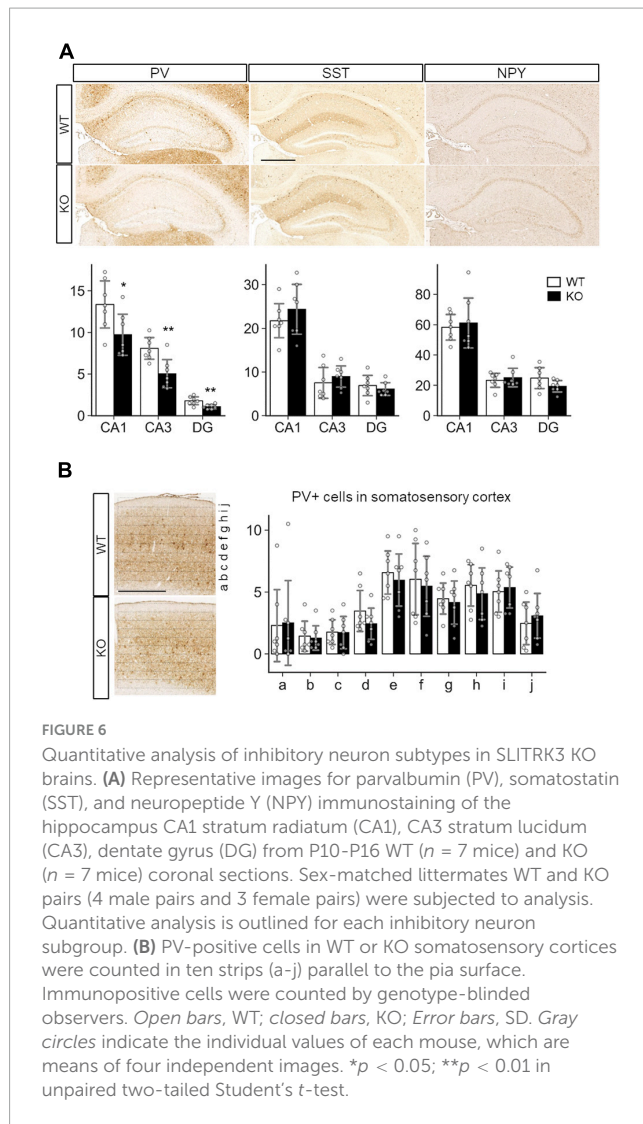 A
PV SST NPY
WT
KO
15
10
5
0
* ** **
CA1 CA3 DG
30
20
10
0
CA1 CA3 DG
80
60
40
20
0
WT
KO
CA1 CA3 DG
B
WT
KO
a b c d e f g h i j
PV+ cells in somatosensory cortex
10
5
0
a b c d e f g h i j
FIGURE 6
Quantitative analysis of inhibitory neuron subtypes in SLITRK3 KO
brains. (A) Representative images for parvalbumin (PV), somatostatin
(SST), and neuropeptide Y (NPY) immunostaining of the
hippocampus CA1 stratum radiatum (CA1), CA3 stratum lucidum
(CA3), dentate gyrus (DG) from P10-P16 WT (n = 7 mice) and KO
(n = 7 mice) coronal sections. Sex-matched littermates WT and KO
pairs (4 male pairs and 3 female pairs) were subjected to analysis.
Quantitative analysis is outlined for each inhibitory neuron
subgroup. (B) PV-positive cells in WT or KO somatosensory cortices
were counted in ten strips (a-j) parallel to the pia surface.
Immunopositive cells were counted by genotype-blinded
observers. Open bars, WT; closed bars, KO; Error bars, SD. Gray
circles indicate the individual values of each mouse, which are
means of four independent images. *p < 0.05; **p < 0.01 in
unpaired two-tailed Student's t-test.